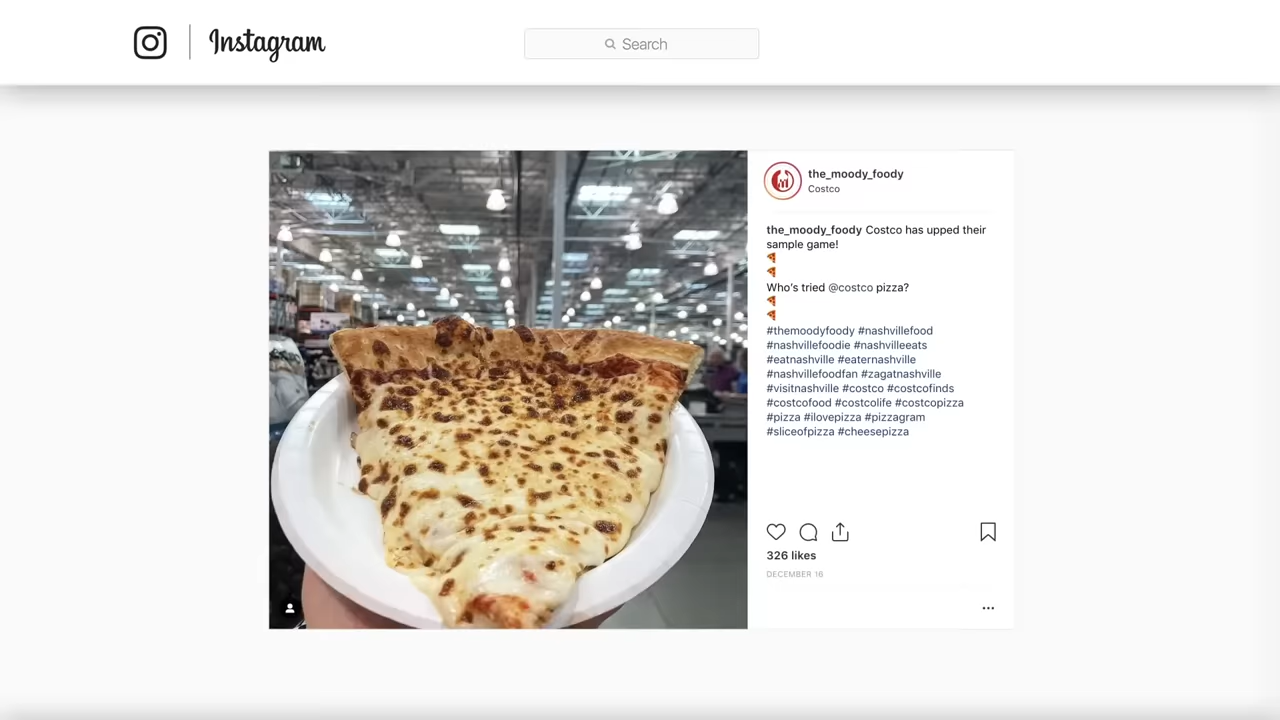 Instagram
Search
the_moody_foody
Costco
the_moody_foody Costco has upped their
sample game!
🍕
🍕
Who's tried @costco pizza?
🍕
🍕
#themoodyfoody #nashvillefood
#nashvillefoodie #nashvilleeats
#eatnashville #eaternashville
#nashvillefoodfan #zagatnashville
#visitnashville #costco #costcofinds
#costcofood #costcolife #costcopizza
#pizza #ilovepizza #pizzagram
#sliceofpizza #cheesepizza
326 likes
DECEMBER 16